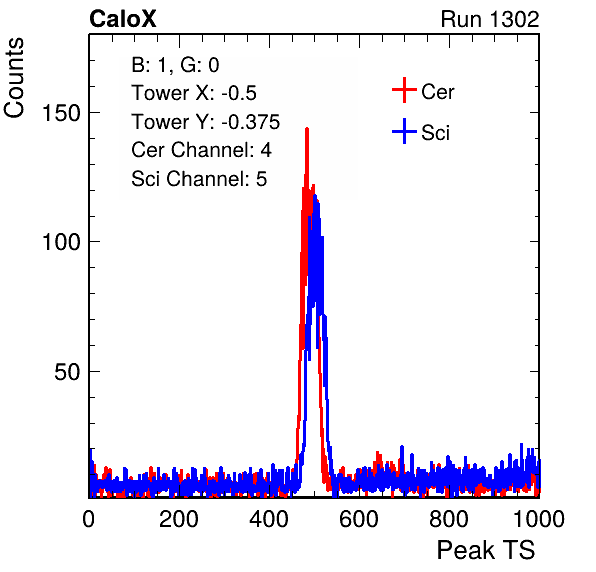 CaloX Run 1302
Counts
B: 1, G: 0
Tower X: -0.5
Tower Y: -0.375
Cer Channel: 4
Sci Channel: 5
Cer
Sci
150
100
50
0 200 400 600 800 1000
Peak TS